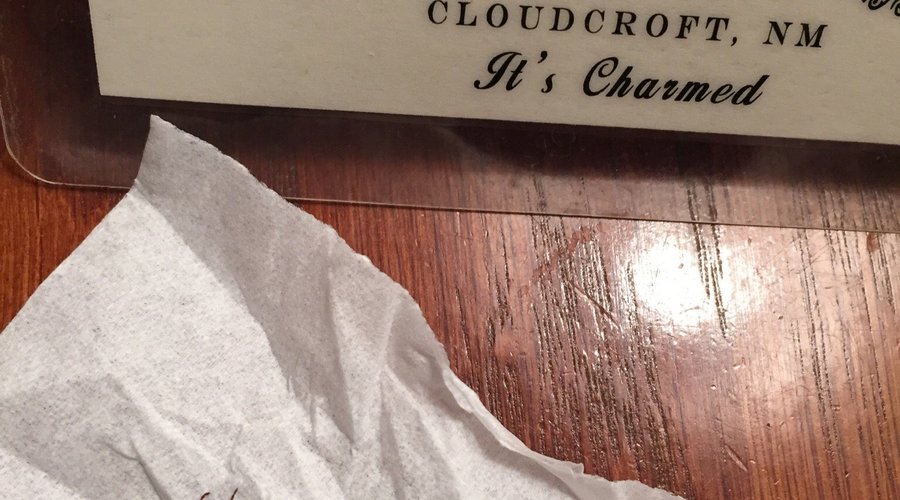 CLOUDCROFT, NM
It's Charmed